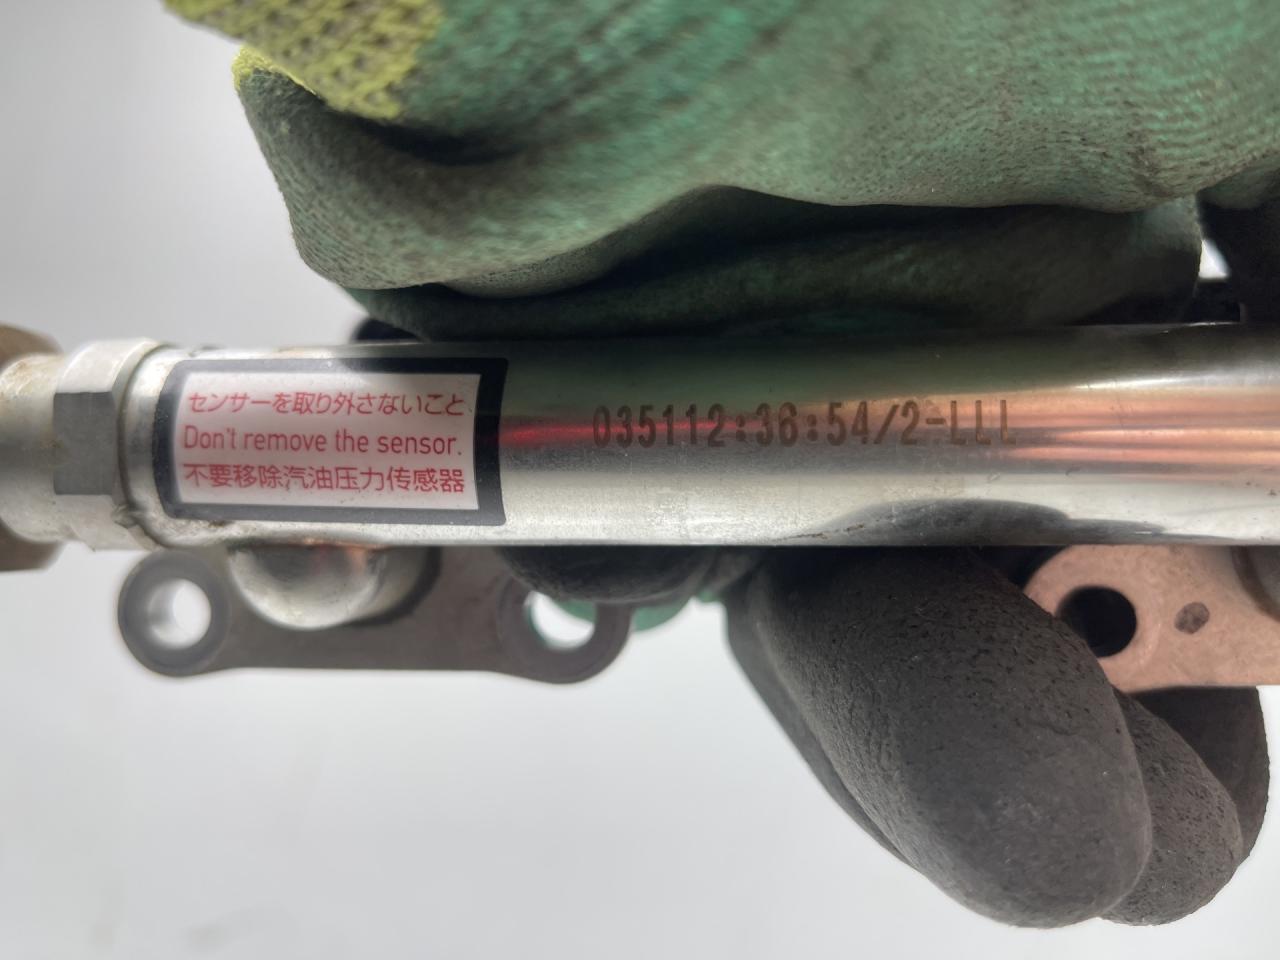 センサーを取り外さないこと
Don't remove the sensor.
不要移除汽油压力传感器
035112:36:54/2-LLL